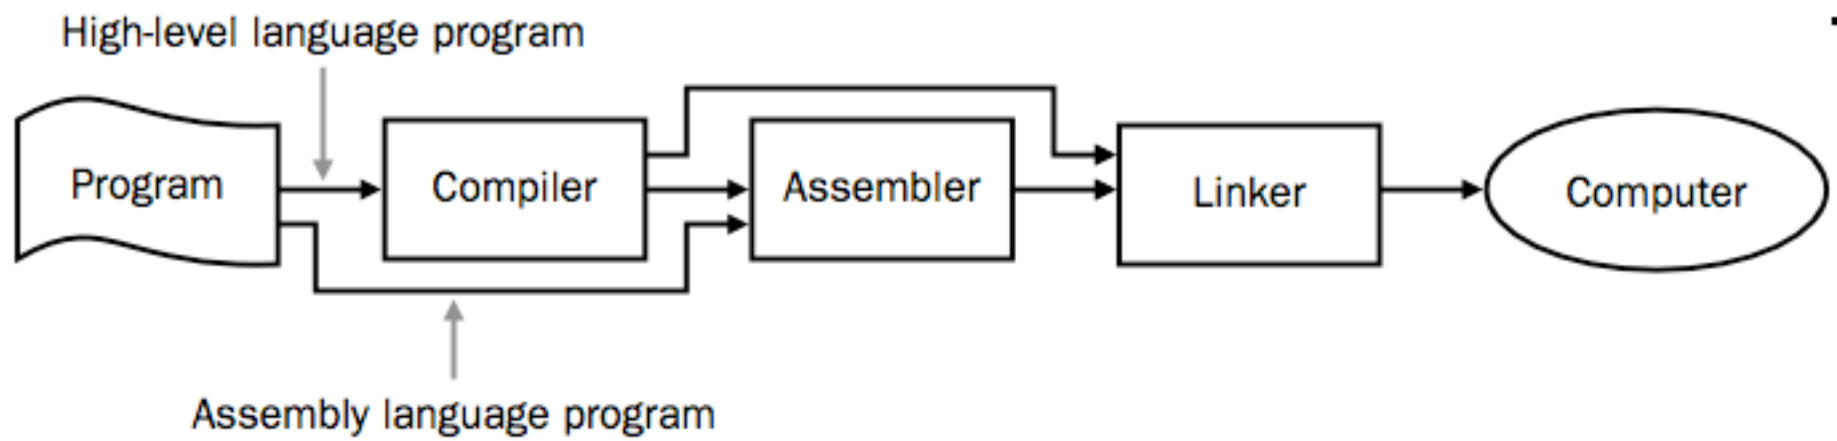 High-level language program
Program
Compiler
Assembler
Linker
Computer
Assembly language program